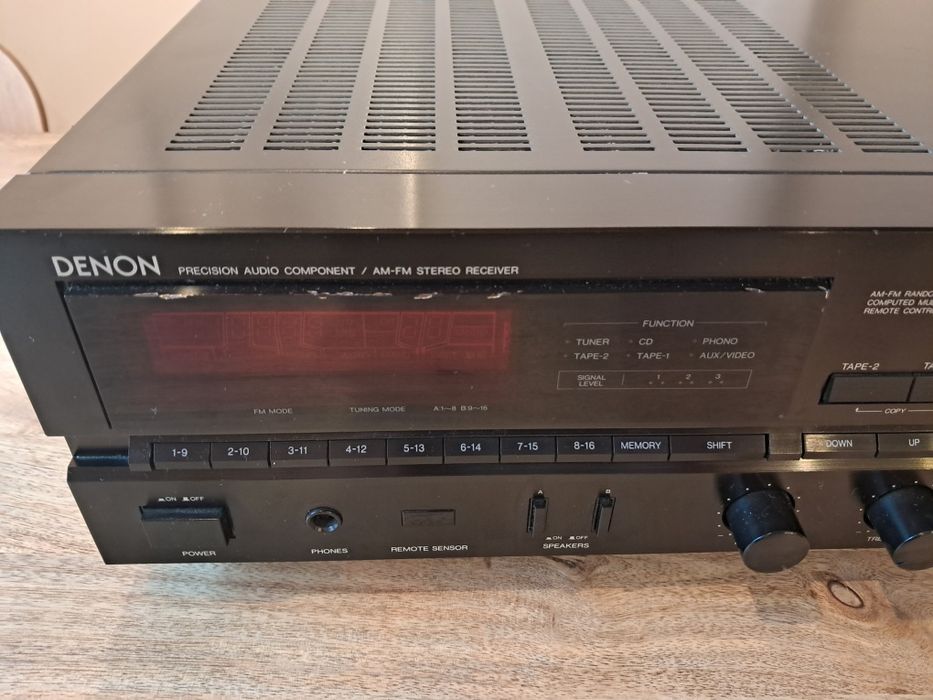 DENON PRECISION AUDIO COMPONENT / AM-FM STEREO RECEIVER
AM-FM
COMPUTED
REMOTE
FUNCTION
TUNER CD PHONO
TAPE-2 TAPE-1 AUX/VIDEO
SIGNAL LEVEL 1 2 3
TAPE-2
COPY
FM MODE TUNING MODE A:1~8 B:9~16
1-9 2-10 3-11 4-12 5-13 6-14 7-15 8-16 MEMORY SHIFT DOWN UP
ON OFF
POWER
PHONES
REMOTE SENSOR
A B
ON OFF
SPEAKERS